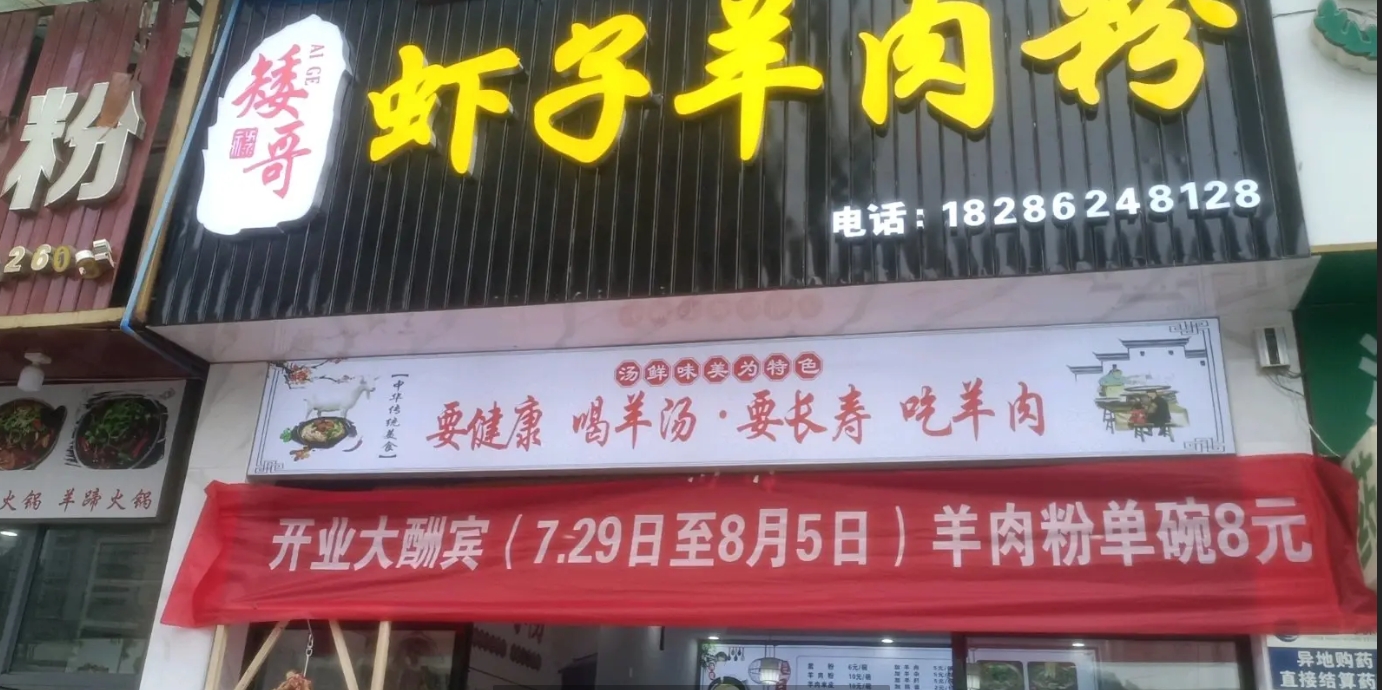 AI GE
矮哥
虾子羊肉粉
电话:18286248128
粉
汤鲜味美为特色
【中华传统美食】
要健康 喝羊汤·要长寿 吃羊肉
火锅 羊蹄火锅
开业大酬宾(7.29日至8月5日)羊肉粉单碗8元
异地购药
直接结算药